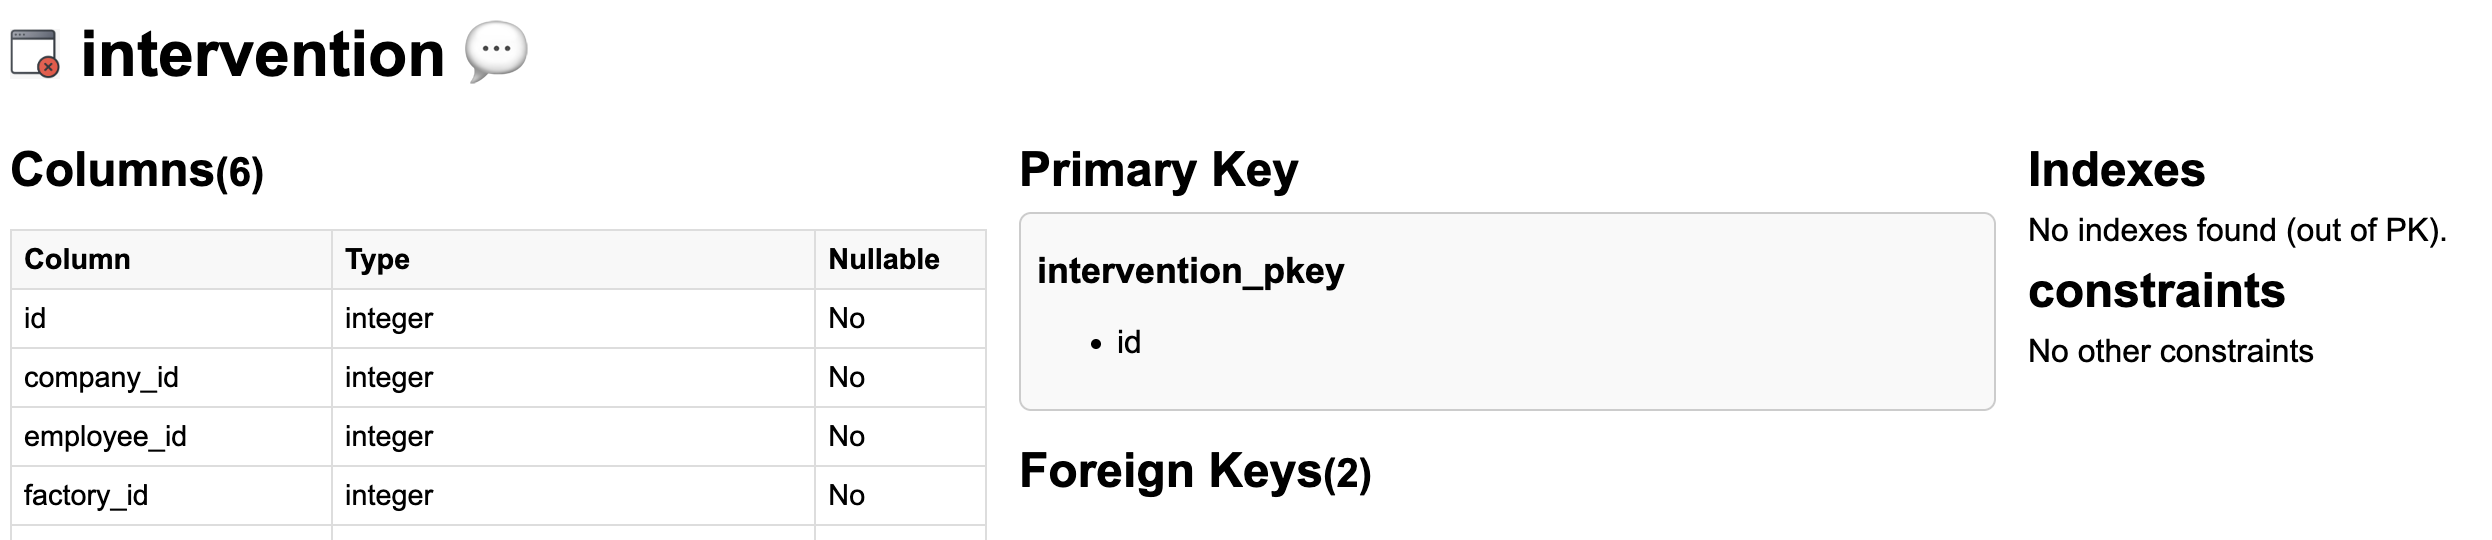 intervention
Columns(6)
Column Type Nullable
id integer No
company_id integer No
employee_id integer No
factory_id integer No
Primary Key
intervention_pkey
• id
Foreign Keys(2)
Indexes
No indexes found (out of PK).
constraints
No other constraints